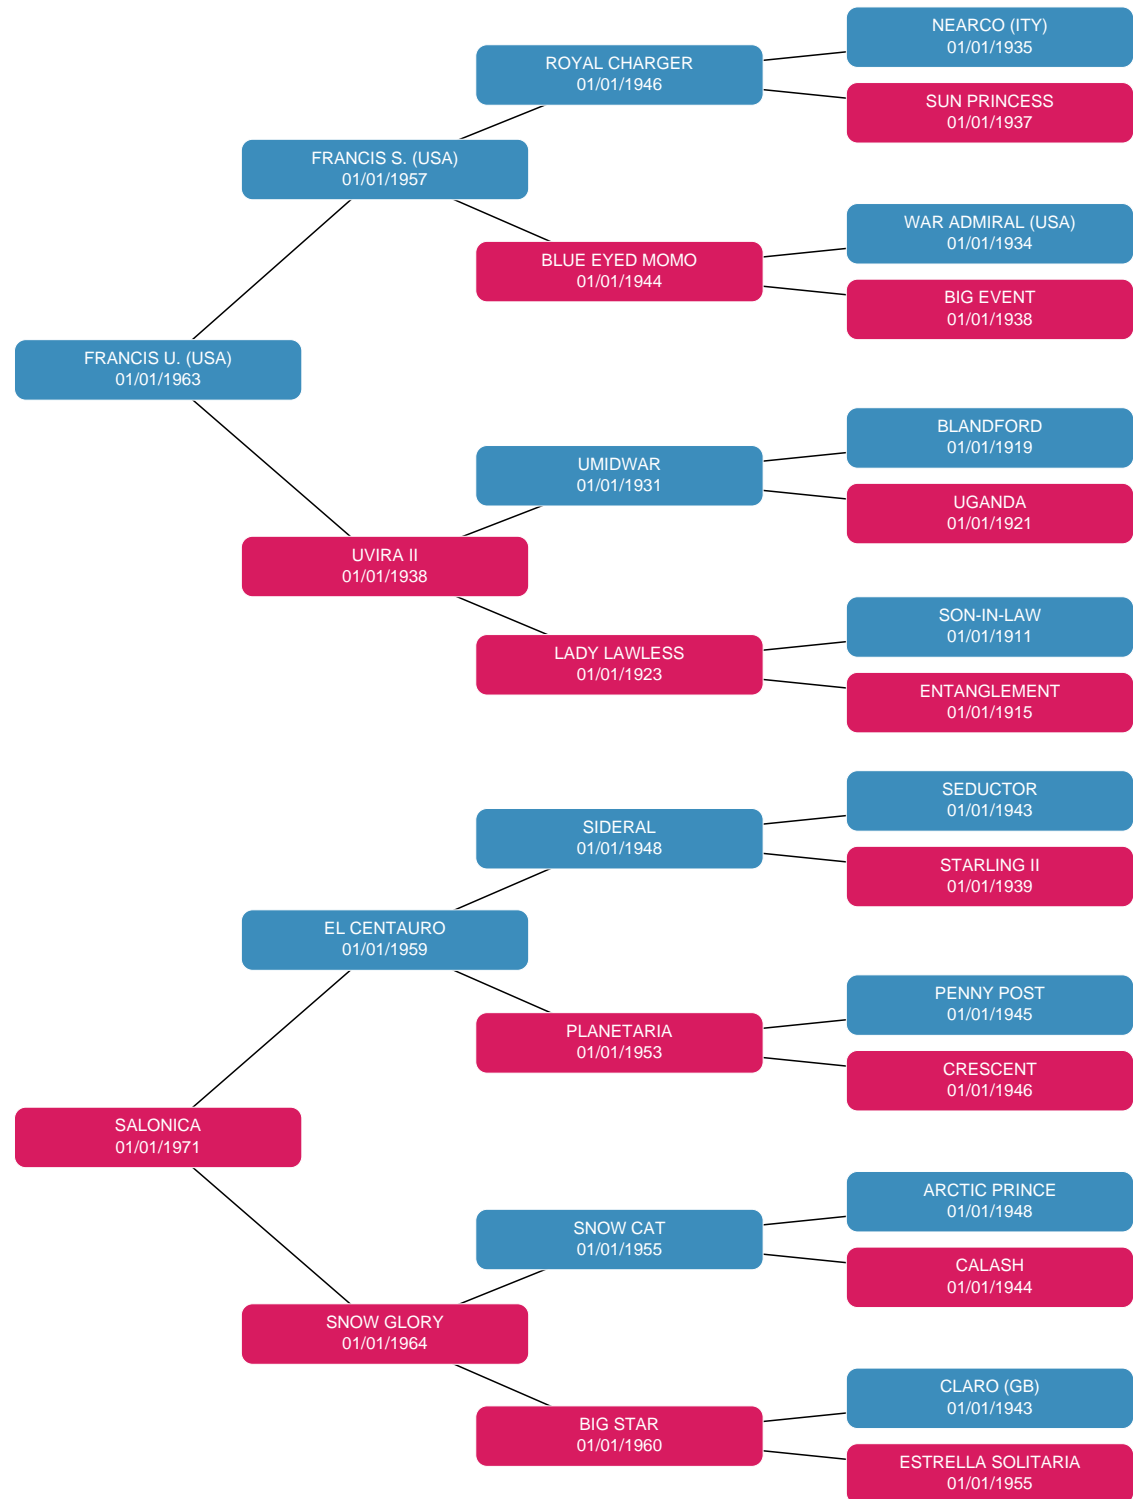 NEARCO (ITY)
01/01/1935
ROYAL CHARGER
01/01/1946
SUN PRINCESS
01/01/1937
FRANCIS S. (USA)
01/01/1957
WAR ADMIRAL (USA)
01/01/1934
BLUE EYED MOMO
01/01/1944
BIG EVENT
01/01/1938
FRANCIS U. (USA)
01/01/1963
BLANDFORD
01/01/1919
UMIDWAR
01/01/1931
UGANDA
01/01/1921
UVIRA II
01/01/1938
SON-IN-LAW
01/01/1911
LADY LAWLESS
01/01/1923
ENTANGLEMENT
01/01/1915
SEDUCTOR
01/01/1943
SIDERAL
01/01/1948
STARLING II
01/01/1939
EL CENTAURO
01/01/1959
PENNY POST
01/01/1945
PLANETARIA
01/01/1953
CRESCENT
01/01/1946
SALONICA
01/01/1971
ARCTIC PRINCE
01/01/1948
SNOW CAT
01/01/1955
CALASH
01/01/1944
SNOW GLORY
01/01/1964
CLARO (GB)
01/01/1943
BIG STAR
01/01/1960
ESTRELLA SOLITARIA
01/01/1955